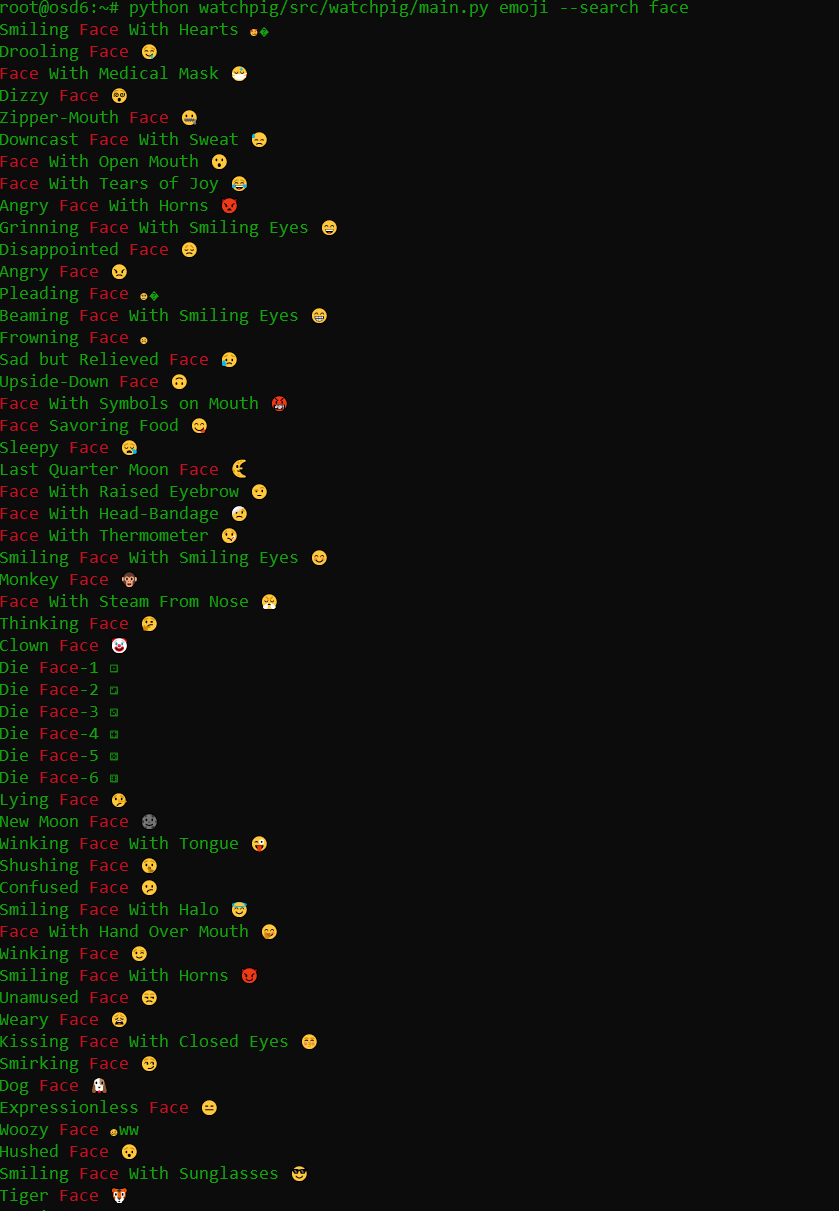 root@osd6:~# python watchpig/src/watchpig/main.py emoji --search face
Smiling Face With Hearts 🥰�
Drooling Face 🤤
Face With Medical Mask 😷
Dizzy Face 😵
Zipper-Mouth Face 🤐
Downcast Face With Sweat 😓
Face With Open Mouth 😮
Face With Tears of Joy 😂
Angry Face With Horns 👿
Grinning Face With Smiling Eyes 😄
Disappointed Face 😞
Angry Face 😠
Pleading Face 🥺�
Beaming Face With Smiling Eyes 😁
Frowning Face ☹
Sad but Relieved Face 😥
Upside-Down Face 🙃
Face With Symbols on Mouth 🤬
Face Savoring Food 😋
Sleepy Face 😪
Last Quarter Moon Face 🌜
Face With Raised Eyebrow 🤨
Face With Head-Bandage 🤕
Face With Thermometer 🤒
Smiling Face With Smiling Eyes 😊
Monkey Face 🐵
Face With Steam From Nose 😤
Thinking Face 🤔
Clown Face 🤡
Die Face-1 ⚀
Die Face-2 ⚁
Die Face-3 ⚂
Die Face-4 ⚃
Die Face-5 ⚄
Die Face-6 ⚅
Lying Face 🤥
New Moon Face 🌚
Winking Face With Tongue 😜
Shushing Face 🤫
Confused Face 😕
Smiling Face With Halo 😇
Face With Hand Over Mouth 🤭
Winking Face 😉
Smiling Face With Horns 😈
Unamused Face 😒
Weary Face 😩
Kissing Face With Closed Eyes 😚
Smirking Face 😏
Dog Face 🐶
Expressionless Face 😑
Woozy Face 🥴ww
Hushed Face 😯
Smiling Face With Sunglasses 😎
Tiger Face 🐯